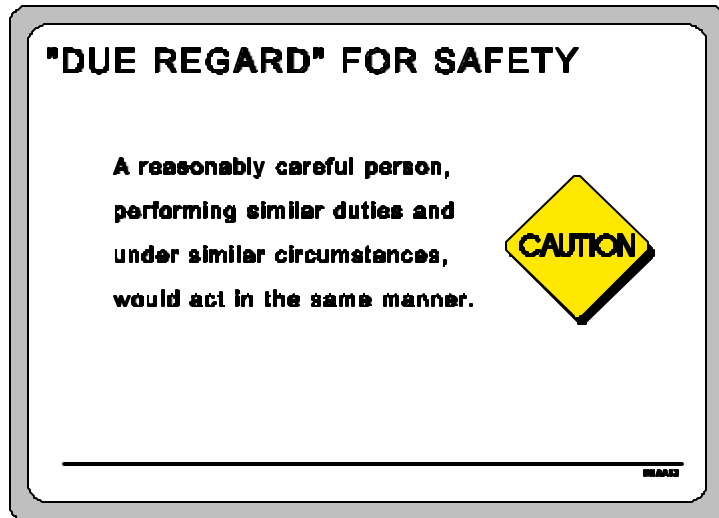 "DUE REGARD" FOR SAFETY
A reasonably careful person,
performing similar duties and
under similar circumstances,
would act in the same manner.
CAUTION